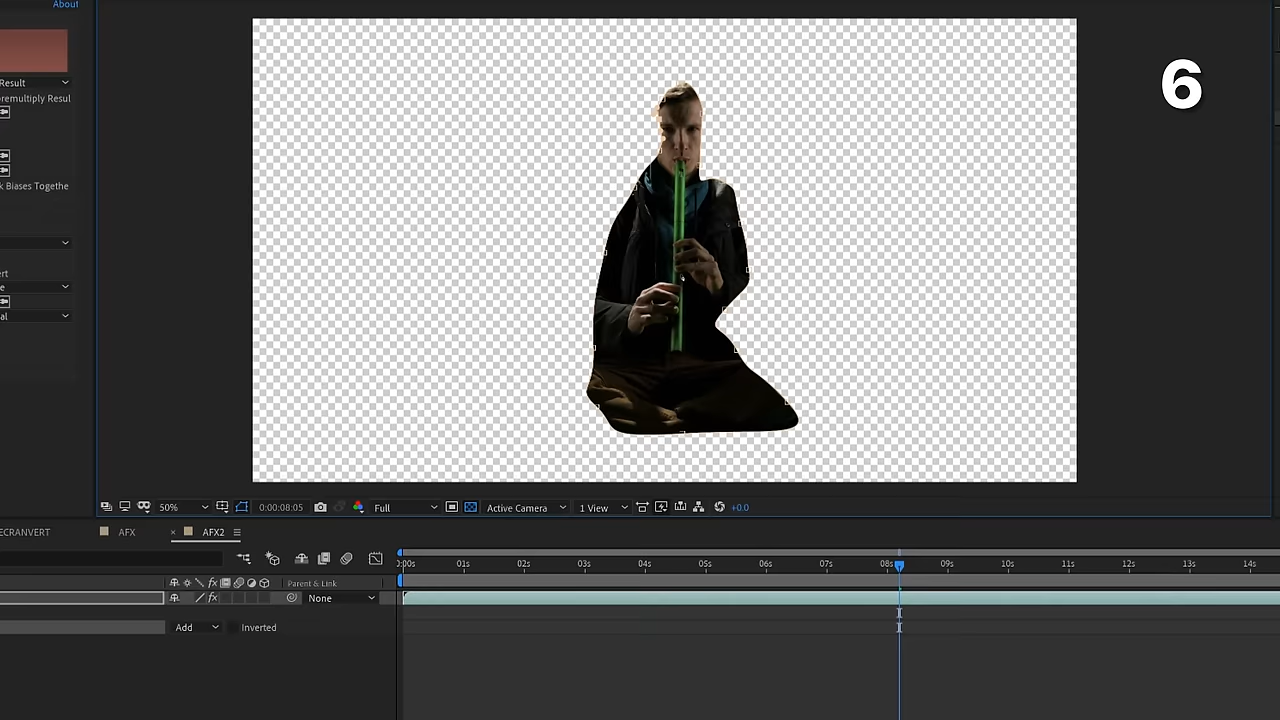 About
6
Result
remultiply Resul
k Biases Togethe
ert
e
al
50%
0:00:08:05
Full
Active Camera
1 View
+0.0
ECRANVERT
AFX
× AFX2
Parent & Link
None
Add
Inverted
0:00s 01s 02s 03s 04s 05s 06s 07s 08s 09s 10s 11s 12s 13s 14s